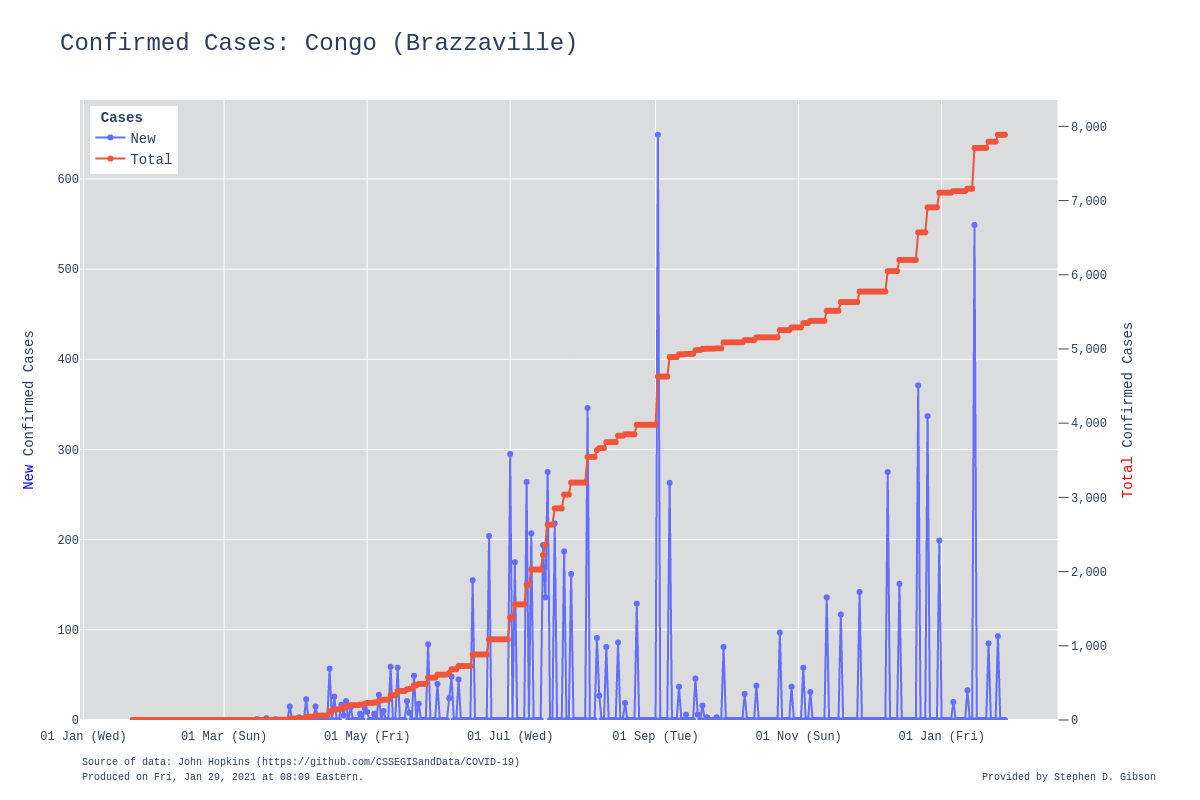 Confirmed Cases: Congo (Brazzaville)
Cases
New
Total
600
500
400
300
200
100
0
New Confirmed Cases
8,000
7,000
6,000
5,000
4,000
3,000
2,000
1,000
0
Total Confirmed Cases
01 Jan (Wed) 01 Mar (Sun) 01 May (Fri) 01 Jul (Wed) 01 Sep (Tue) 01 Nov (Sun) 01 Jan (Fri)
Source of data: John Hopkins (https://github.com/CSSEGISandData/COVID-19)
Produced on Fri, Jan 29, 2021 at 08:09 Eastern.
Provided by Stephen D. Gibson